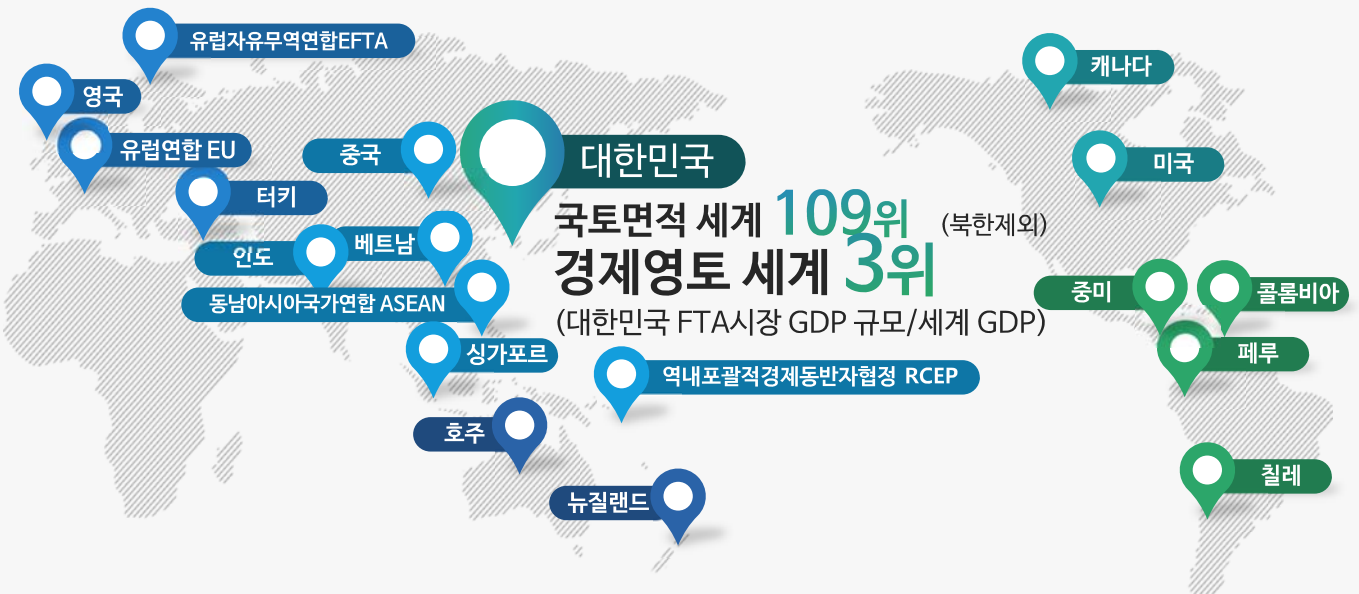 유럽자유무역연합EFTA
영국
유럽연합 EU
터키
중국
인도
베트남
동남아시아국가연합 ASEAN
싱가포르
호주
뉴질랜드
대한민국
국토면적 세계 109위 (북한제외)
경제영토 세계 3위
(대한민국 FTA시장 GDP 규모/세계 GDP)
역내포괄적경제동반자협정 RCEP
캐나다
미국
중미
콜롬비아
페루
칠레